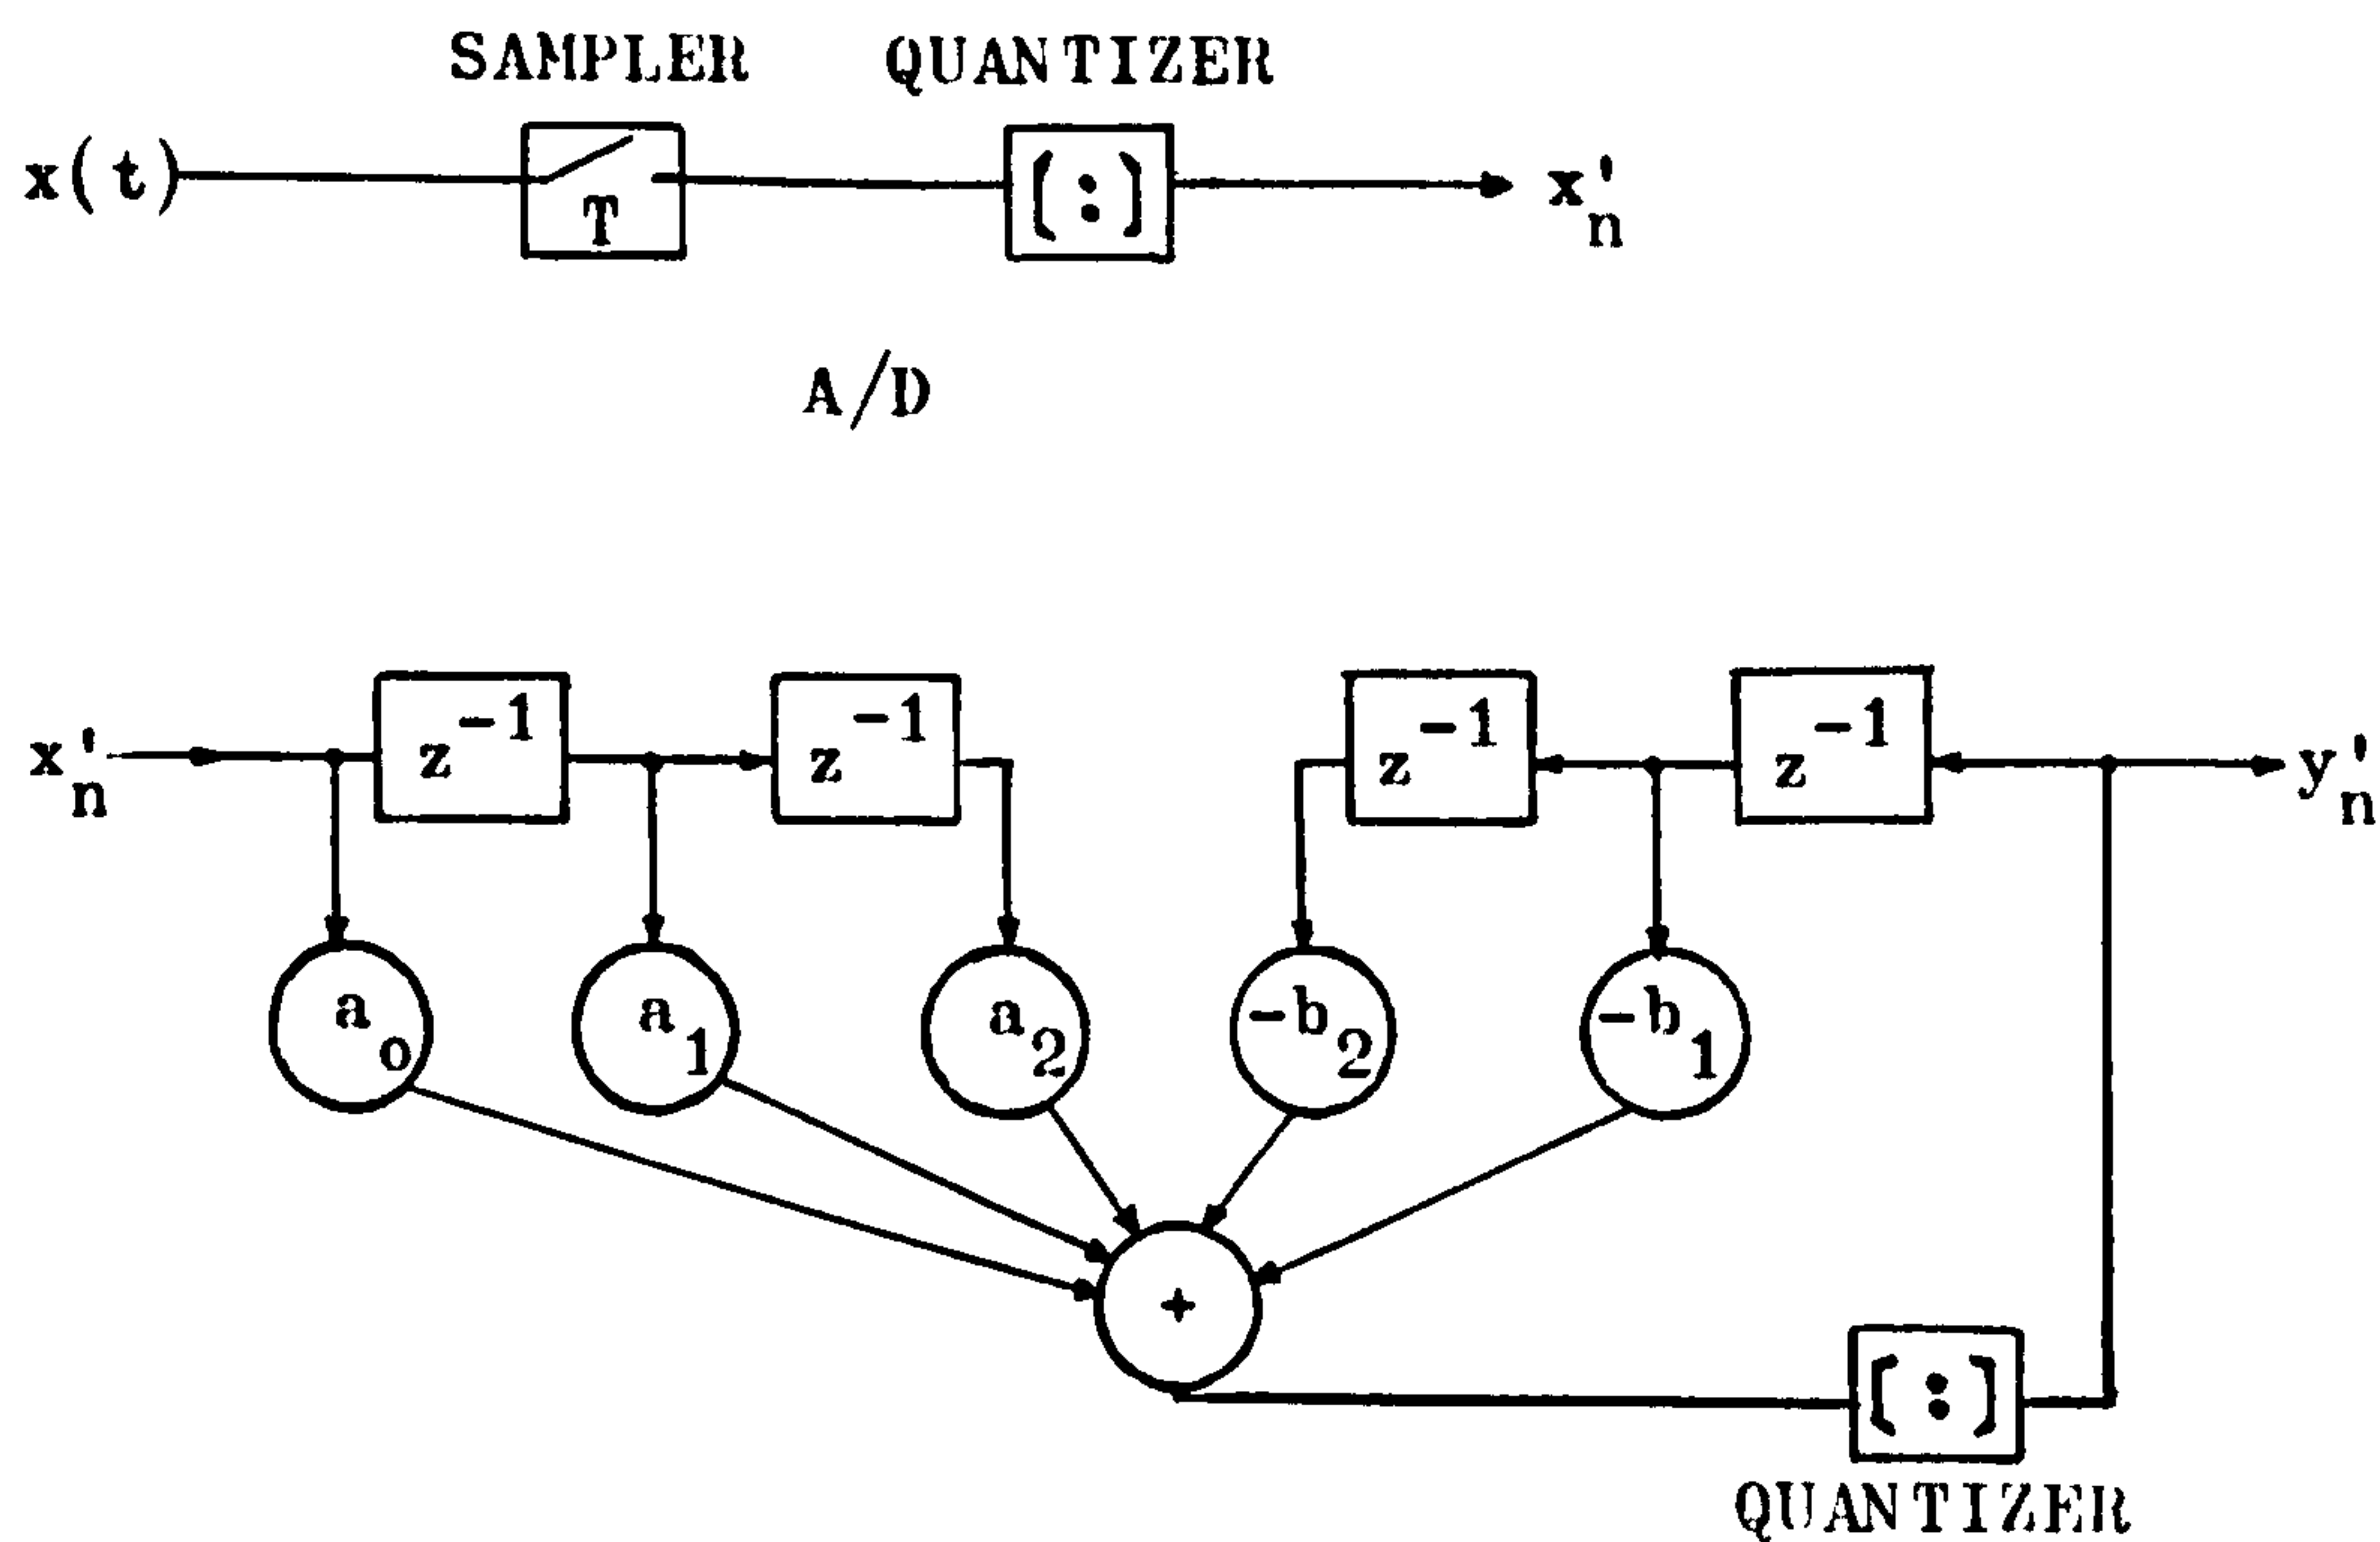 SAMPLER QUANTIZER
x(t) T (:) x'n
A/D
x'n z-1 z-1 z-1 z-1 y'n
ao a1 a2 -b2 -b1
+
(:)
QUANTIZER